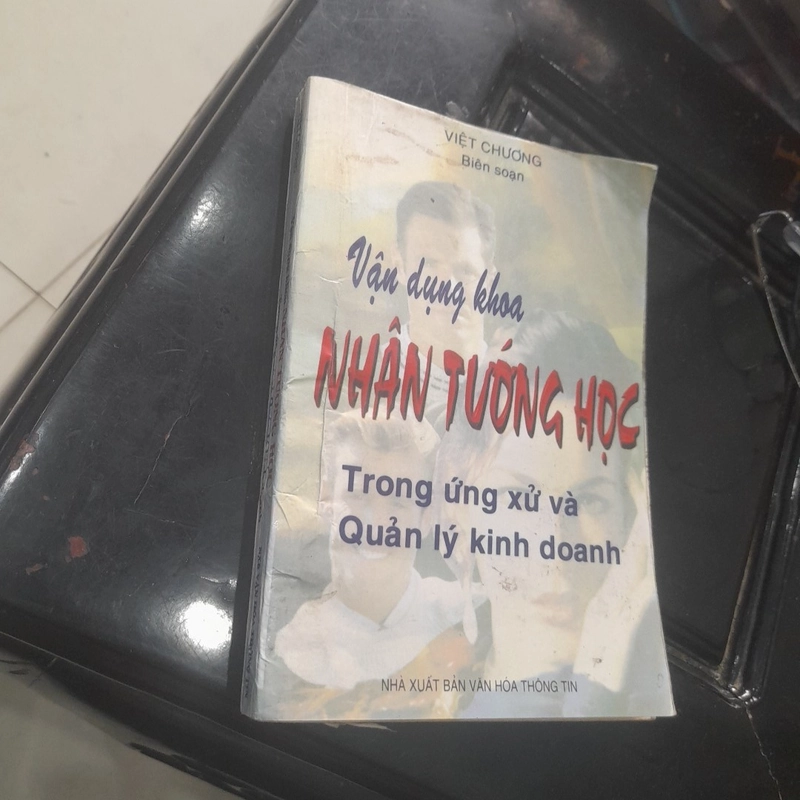 VIỆT CHƯƠNG
Biên soạn
Vận dụng khoa
NHÂN TƯỚNG HỌC
Trong ứng xử và
Quản lý kinh doanh
NHÀ XUẤT BẢN VĂN HÓA THÔNG TIN